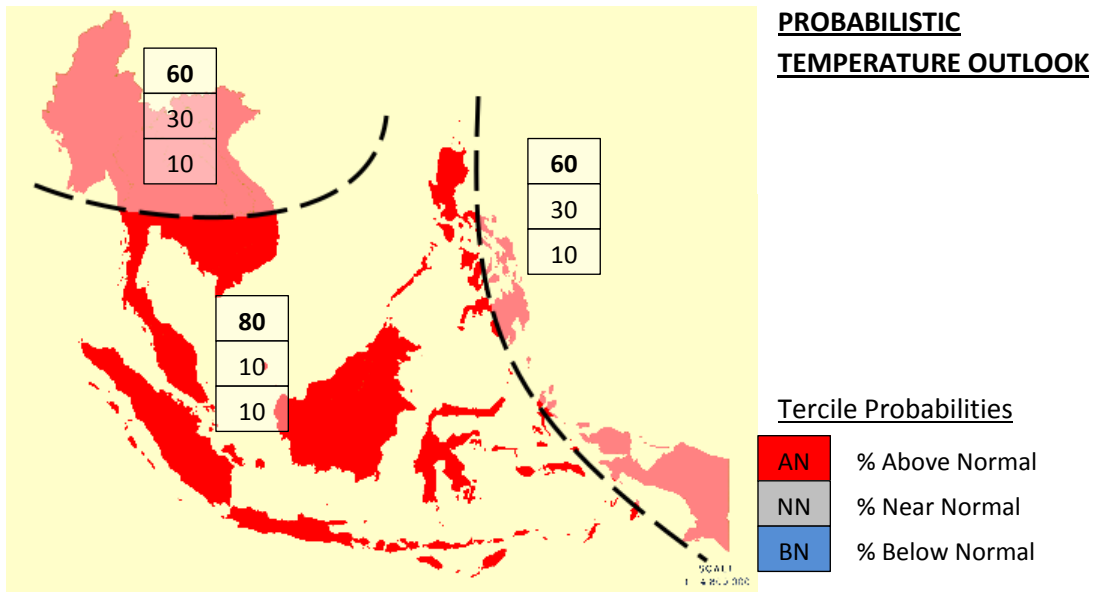 PROBABILISTIC
TEMPERATURE OUTLOOK
60
30
10
60
30
10
80
10
10
Tercile Probabilities
AN % Above Normal
NN % Near Normal
BN % Below Normal